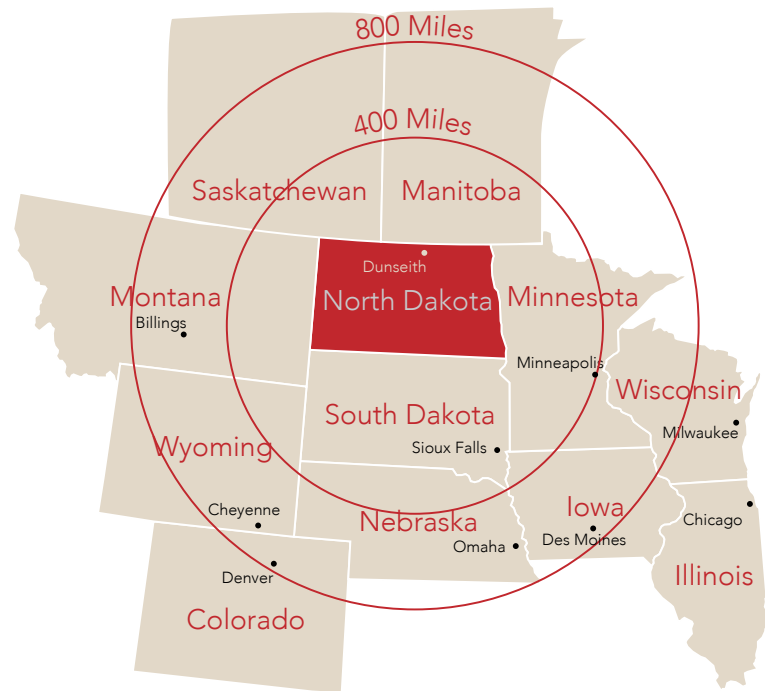 800 Miles
400 Miles
Saskatchewan
Manitoba
Dunseith
Montana
North Dakota
Minnesota
Billings
Minneapolis
Wisconsin
South Dakota
Milwaukee
Wyoming
Sioux Falls
Cheyenne
Nebraska
Iowa
Chicago
Omaha
Des Moines
Denver
Illinois
Colorado